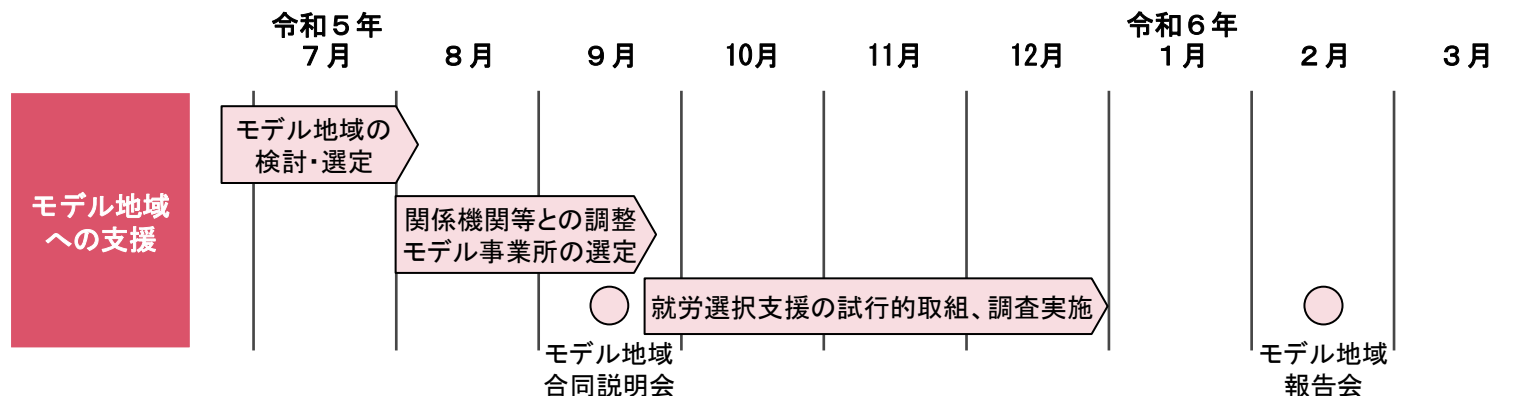 令和５年
７月
８月
９月
10月
11月
12月
令和６年
１月
２月
３月
モデル地域
への支援
モデル地域の
検討・選定
関係機関等との調整
モデル事業所の選定
就労選択支援の試行的取組、調査実施
モデル地域
合同説明会
モデル地域
報告会